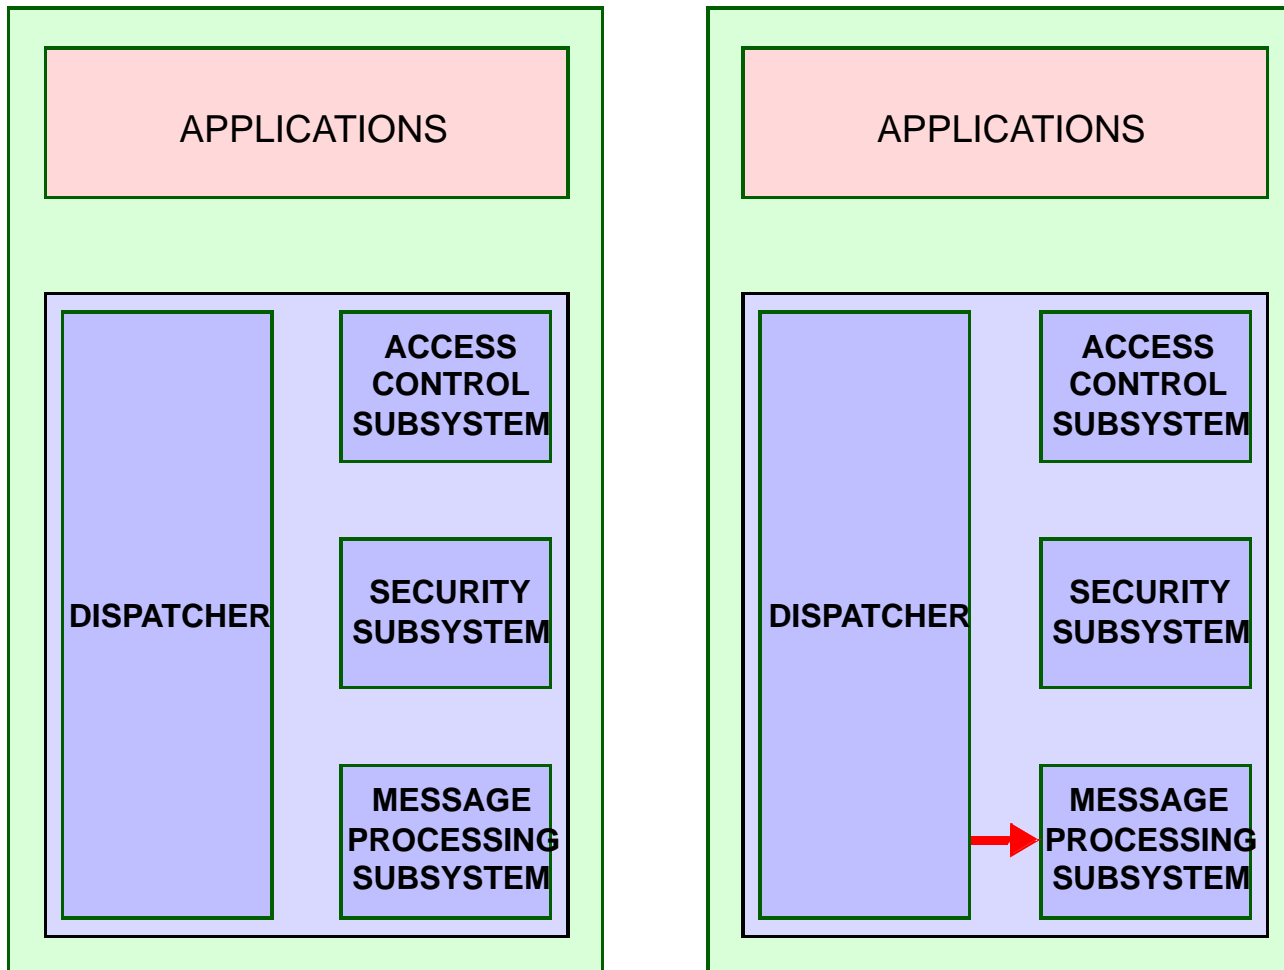 APPLICATIONS
ACCESS
CONTROL
SUBSYSTEM
SECURITY
SUBSYSTEM
DISPATCHER
MESSAGE
PROCESSING
SUBSYSTEM
APPLICATIONS
ACCESS
CONTROL
SUBSYSTEM
SECURITY
SUBSYSTEM
DISPATCHER
MESSAGE
PROCESSING
SUBSYSTEM